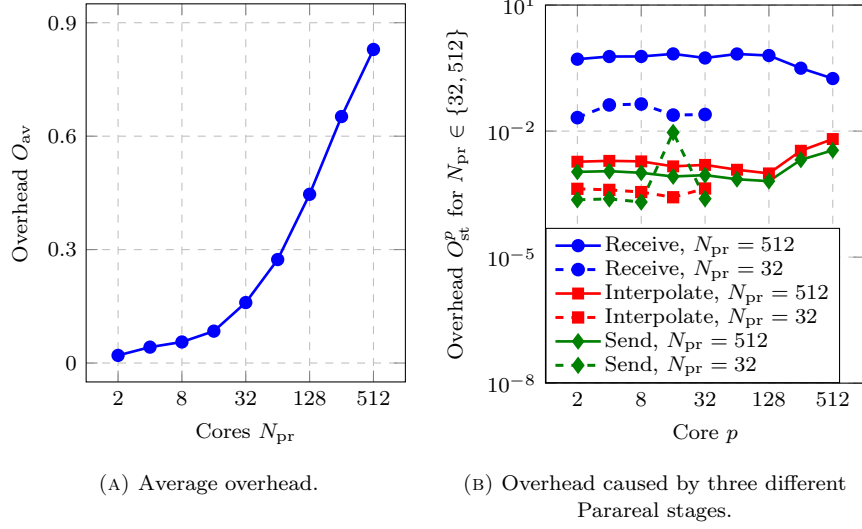 0.9
0.6
0.3
0
Overhead O_av
2 8 32 128 512
Cores N_pr
(A) Average overhead.
10^1
10^−2
10^−5
10^−8
Overhead O^p_st for N_pr ∈ {32, 512}
Receive, N_pr = 512
Receive, N_pr = 32
Interpolate, N_pr = 512
Interpolate, N_pr = 32
Send, N_pr = 512
Send, N_pr = 32
2 8 32 128 512
Core p
(B) Overhead caused by three different
Parareal stages.